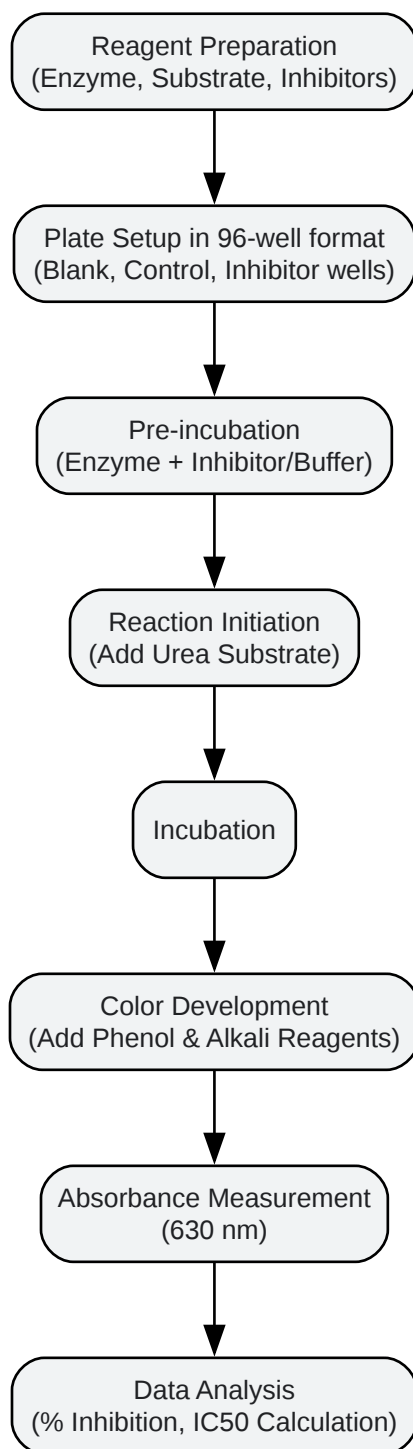 Reagent Preparation
(Enzyme, Substrate, Inhibitors)
Plate Setup in 96-well format
(Blank, Control, Inhibitor wells)
Pre-incubation
(Enzyme + Inhibitor/Buffer)
Reaction Initiation
(Add Urea Substrate)
Incubation
Color Development
(Add Phenol & Alkali Reagents)
Absorbance Measurement
(630 nm)
Data Analysis
(% Inhibition, IC50 Calculation)